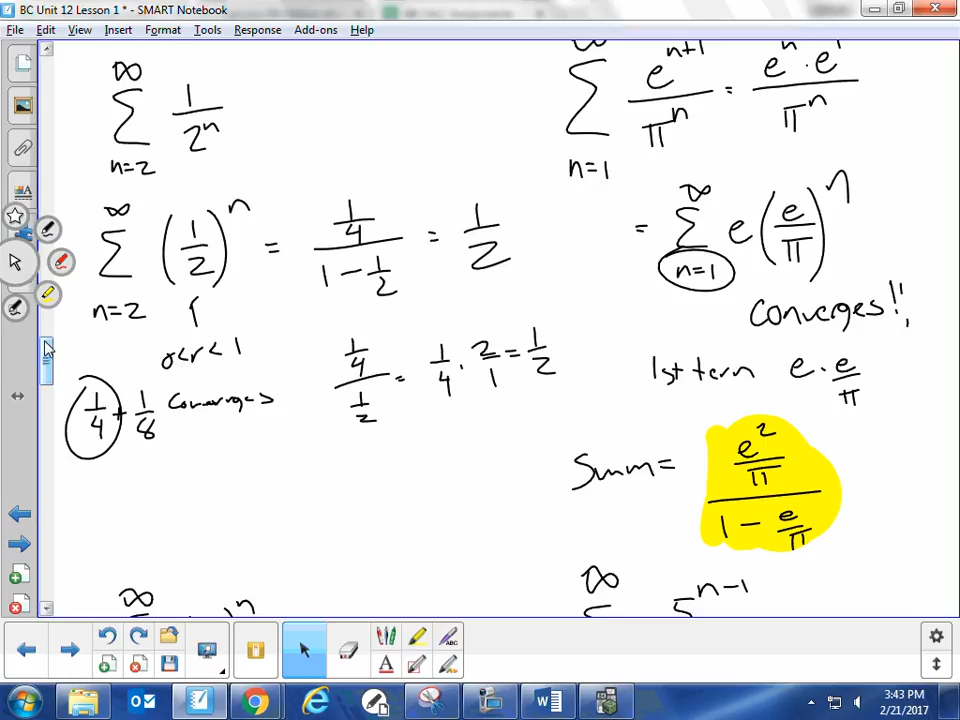 BC Unit 12 Lesson 1 * - SMART Notebook
File Edit View Insert Format Tools Response Add-ons Help
∞
∑ 1/2ⁿ
n=2
∞
∑ (1/2)ⁿ = (1/4)/(1 - 1/2) = 1/2
n=2
0<r<1
1/4 + 1/8 converges
(1/4)/(1/2) = 1/4 · 2/1 = 1/2
∑ eⁿ⁺¹/πⁿ = eⁿ · e¹/πⁿ
n=1
∞
= ∑ e(e/π)ⁿ
n=1
Converges!!
1st term e · e/π
Sum = (e²/π)/(1 - e/π)
∞
n
∞
5ⁿ⁻¹
A
ABC
W
3:43 PM
2/21/2017